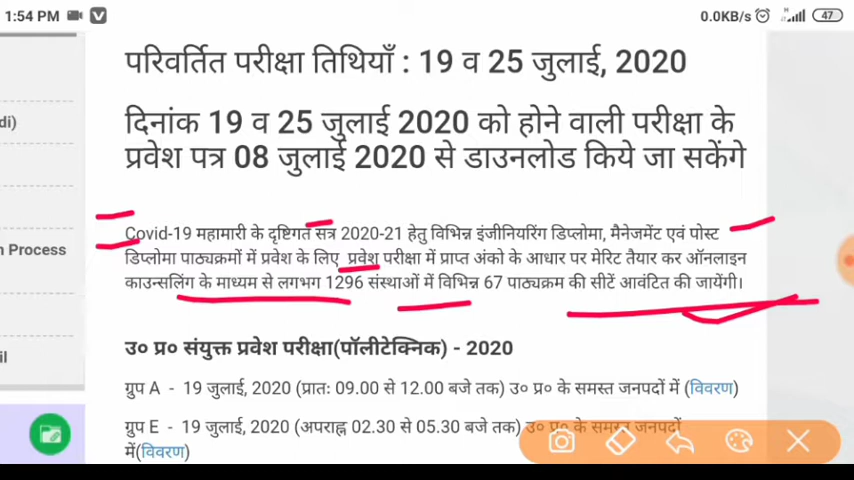 1:54 PM
0.0KB/s 47
di)
n Process
il
परिवर्तित परीक्षा तिथियाँ : 19 व 25 जुलाई, 2020
दिनांक 19 व 25 जुलाई 2020 को होने वाली परीक्षा के
प्रवेश पत्र 08 जुलाई 2020 से डाउनलोड किये जा सकेंगे
Covid-19 महामारी के दृष्टिगत सत्र 2020-21 हेतु विभिन्न इंजीनियरिंग डिप्लोमा, मैनेजमेंट एवं पोस्ट
डिप्लोमा पाठ्यक्रमों में प्रवेश के लिए प्रवेश परीक्षा में प्राप्त अंको के आधार पर मेरिट तैयार कर ऑनलाइन
काउन्सलिंग के माध्यम से लगभग 1296 संस्थाओं में विभिन्न 67 पाठ्यक्रम की सीटें आवंटित की जायेंगी।
उ० प्र० संयुक्त प्रवेश परीक्षा(पॉलीटेक्निक) - 2020
ग्रुप A - 19 जुलाई, 2020 (प्रातः 09.00 से 12.00 बजे तक) उ० प्र० के समस्त जनपदों में (विवरण)
ग्रुप E - 19 जुलाई, 2020 (अपराह्न 02.30 से 05.30 बजे तक) उ० प्र० के समस्त जनपदों
में(विवरण)